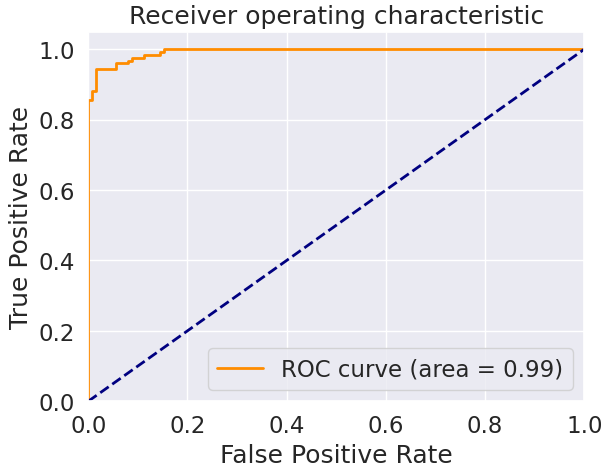 Receiver operating characteristic
True Positive Rate
1.0
0.8
0.6
0.4
0.2
0.0
ROC curve (area = 0.99)
0.0 0.2 0.4 0.6 0.8 1.0
False Positive Rate